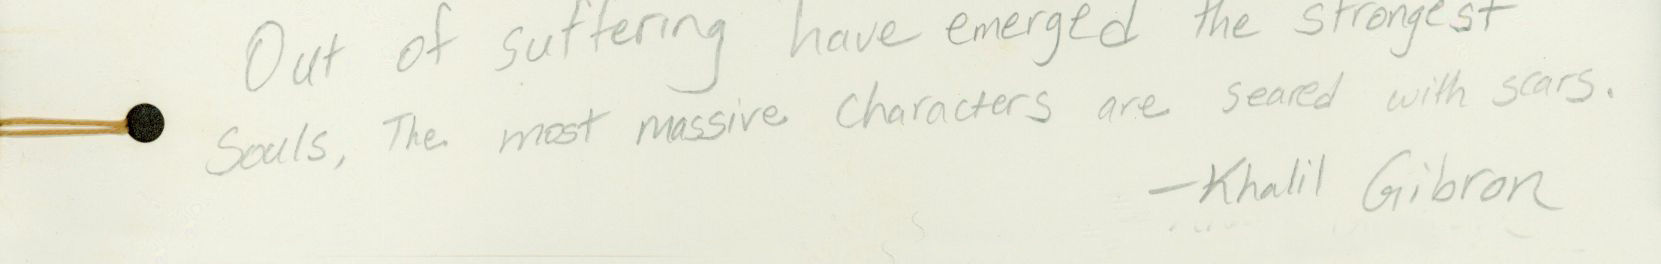 Out of suffering have emerged the strongest
Souls, The most massive characters are seared with scars.
—Khalil Gibron